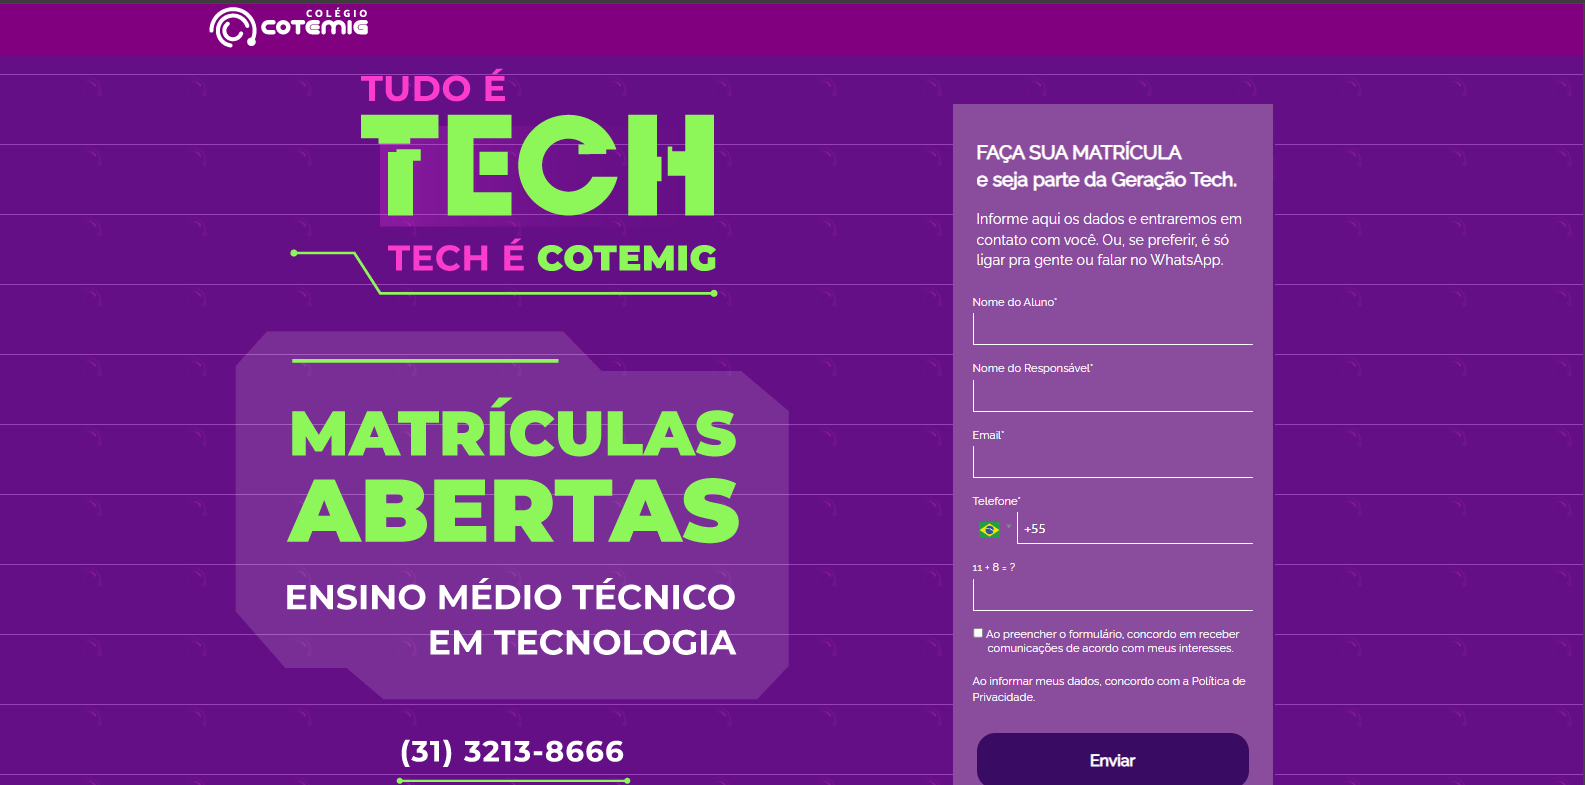 COLÉGIO
COTEMIG
TUDO É
TECH
TECH É COTEMIG
MATRÍCULAS
ABERTAS
ENSINO MÉDIO TÉCNICO
EM TECNOLOGIA
(31) 3213-8666
FAÇA SUA MATRÍCULA
e seja parte da Geração Tech.
Informe aqui os dados e entraremos em
contato com você. Ou, se preferir, é só
ligar pra gente ou falar no WhatsApp.
Nome do Aluno*
Nome do Responsável*
Email*
Telefone*
+55
11 + 8 = ?
Ao preencher o formulário, concordo em receber
comunicações de acordo com meus interesses.
Ao informar meus dados, concordo com a Política de
Privacidade.
Enviar